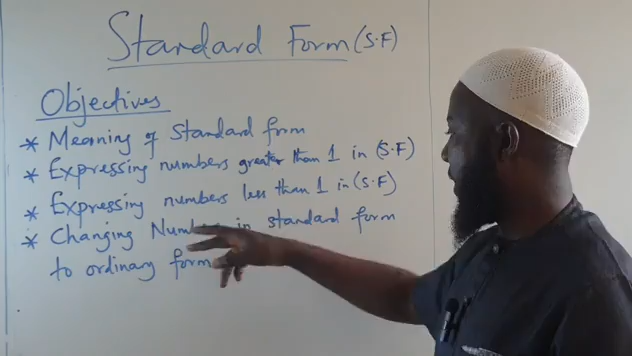 Standard Form (S.F)
Objectives
* Meaning of standard form
* Expressing numbers greater than 1 in (S.F)
* Expressing numbers less than 1 in (S.F)
* Changing Numbers in standard form
to ordinary form